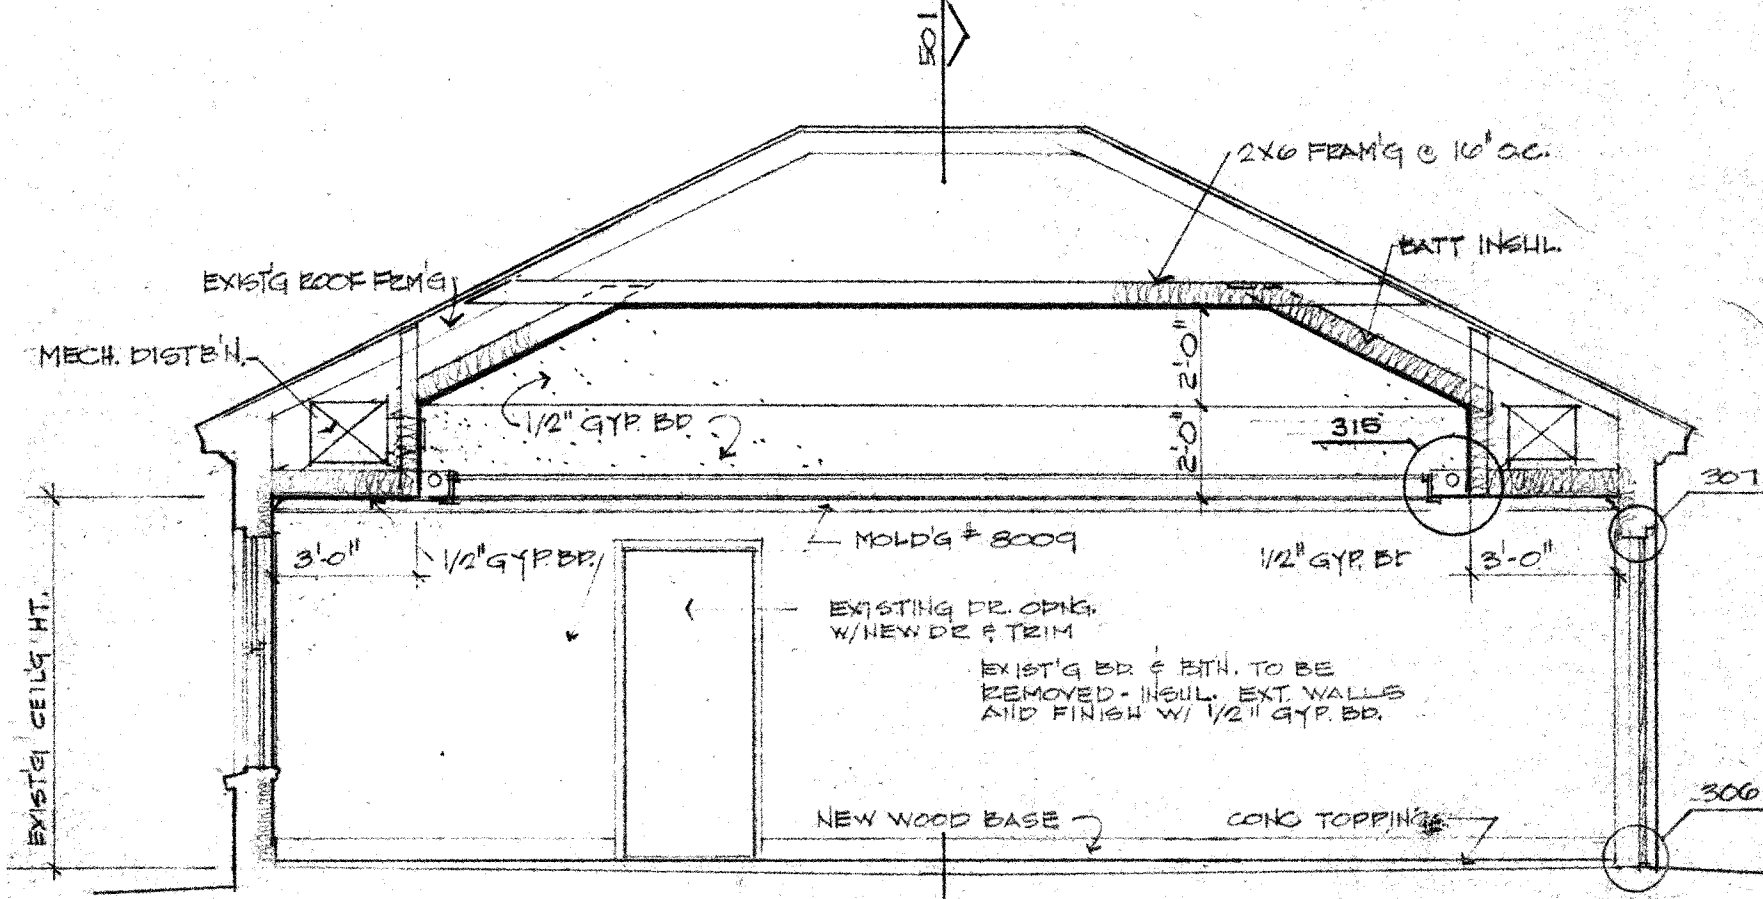 501
2X6 FRAM'G @ 16" O.C.
BATT INSUL.
EXIST'G ROOF FRM'G
MECH. DISTB'N.
2'-0"
1/2" GYP. BD
2'-0"
315
307
MOLD'G # 8009
3'-0"
1/2" GYP. BD.
1/2" GYP. BD
3'-0"
EXISTING DR. OPNG.
W/NEW DR & TRIM
EXIST'G BD. & BTN. TO BE
REMOVED - INSUL. EXT. WALLS
AND FINISH W/ 1/2" GYP. BD.
EXIST'G CEIL'G HT.
306
NEW WOOD BASE
CONC TOPPING